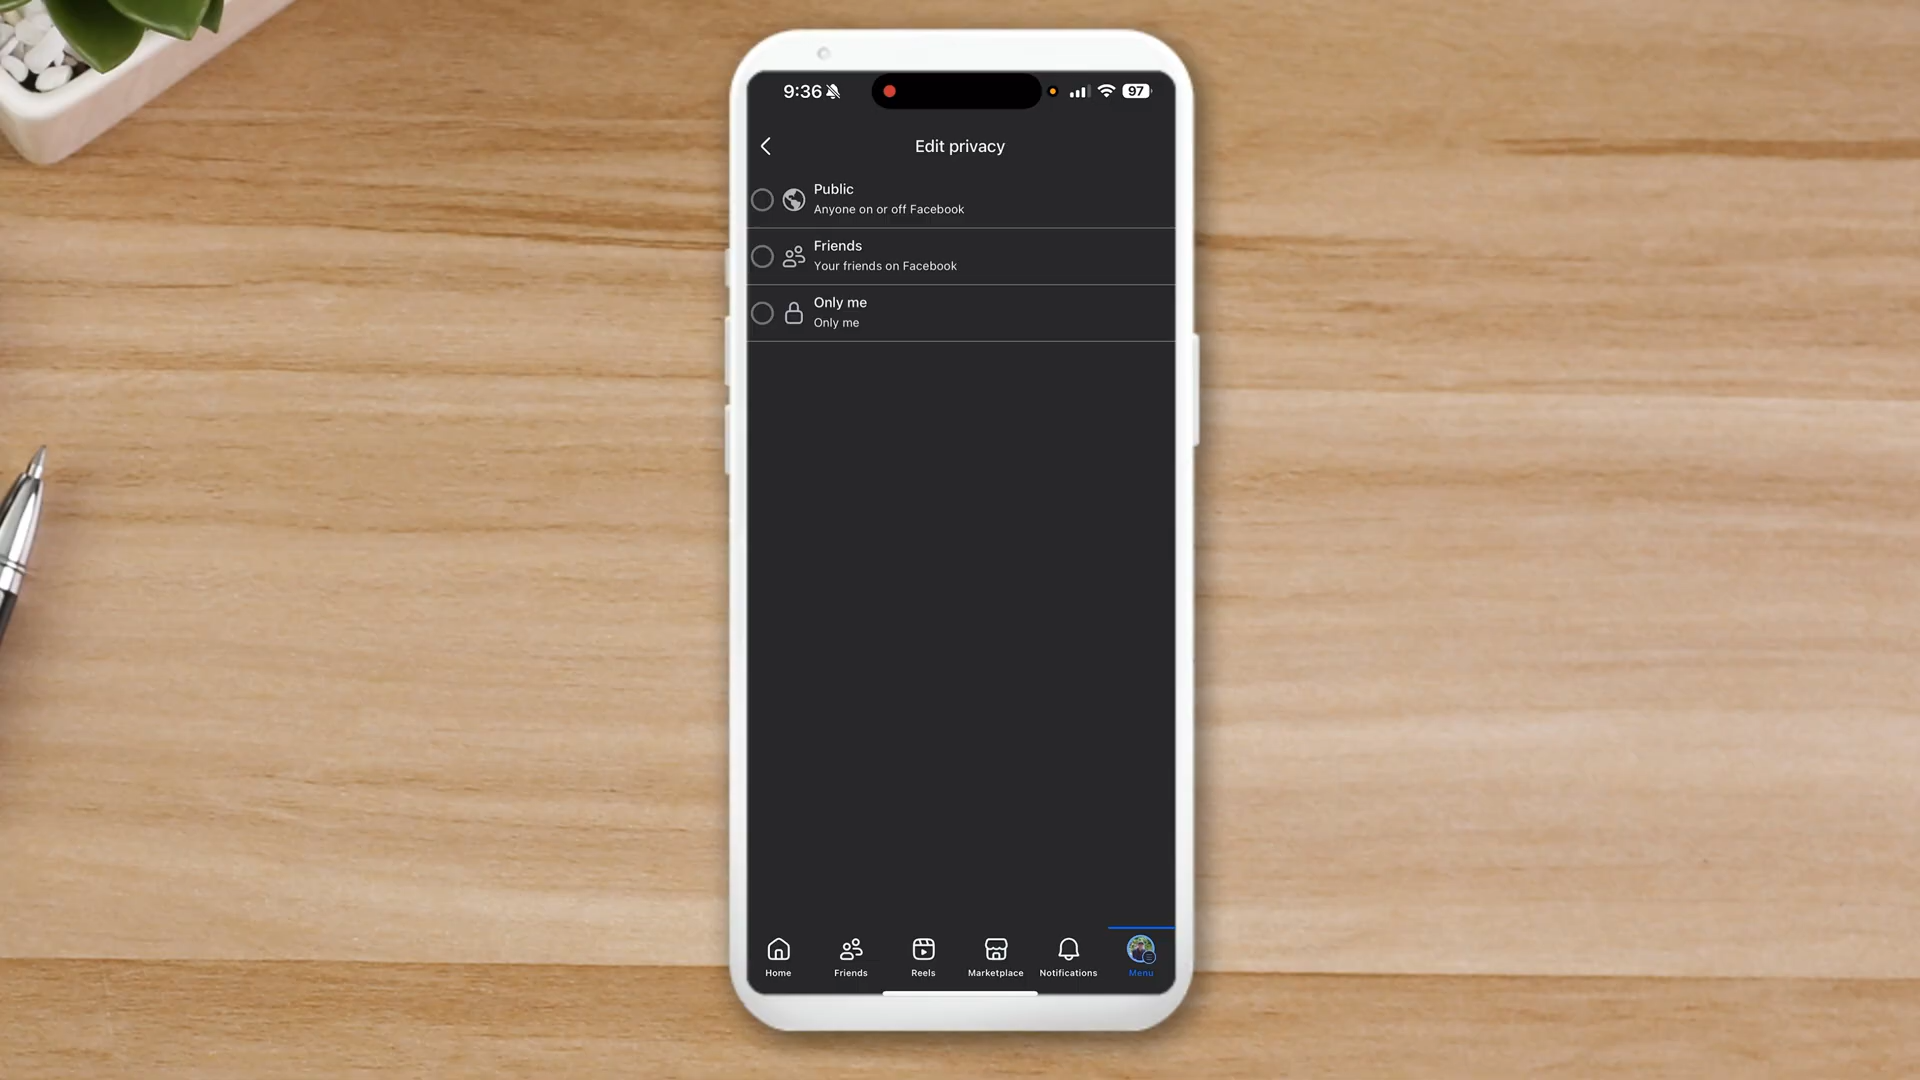 9:36
97
Edit privacy
Public
Anyone on or off Facebook
Friends
Your friends on Facebook
Only me
Only me
Home
Friends
Reels
Marketplace
Notifications
Menu